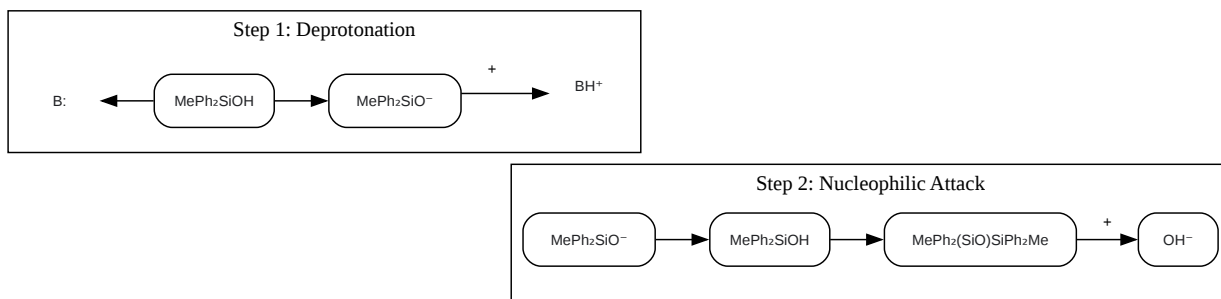 Step 1: Deprotonation
B:
MePh₂SiOH
MePh₂SiO⁻
+
BH⁺
Step 2: Nucleophilic Attack
MePh₂SiO⁻
MePh₂SiOH
MePh₂(SiO)SiPh₂Me
+
OH⁻